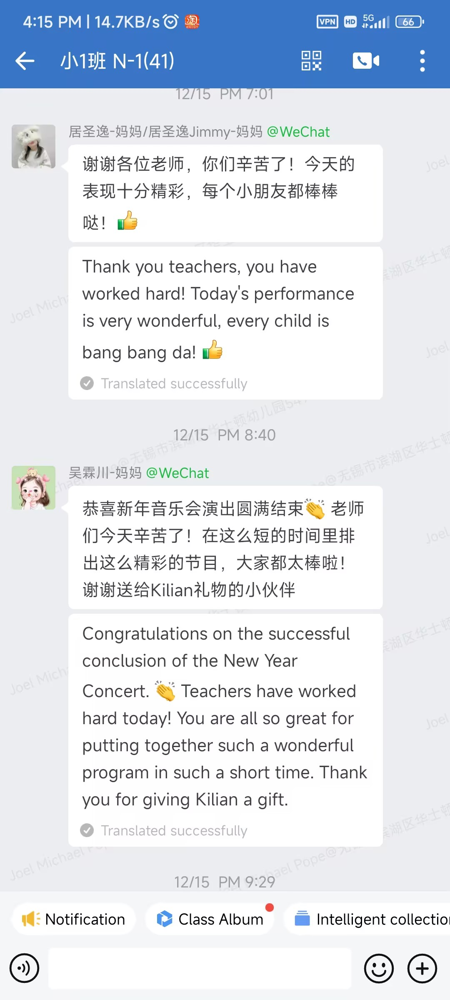 4:15 PM | 14.7KB/s
淘
VPN HD 5G 66
小1班 N-1(41)
12/15 PM 7:01
居圣逸-妈妈/居圣逸Jimmy-妈妈 @WeChat
谢谢各位老师，你们辛苦了！今天的
表现十分精彩，每个小朋友都棒棒
哒！👍
Thank you teachers, you have
worked hard! Today's performance
is very wonderful, every child is
bang bang da! 👍
Translated successfully
12/15 PM 8:40
吴霖川-妈妈 @WeChat
恭喜新年音乐会演出圆满结束👏 老师
们今天辛苦了！在这么短的时间里排
出这么精彩的节目，大家都太棒啦！
谢谢送给Kilian礼物的小伙伴
Congratulations on the successful
conclusion of the New Year
Concert. 👏 Teachers have worked
hard today! You are all so great for
putting together such a wonderful
program in such a short time. Thank
you for giving Kilian a gift.
Translated successfully
Joel Michael Pope@无
12/15 PM 9:29
Notification
Class Album
Intelligent collection